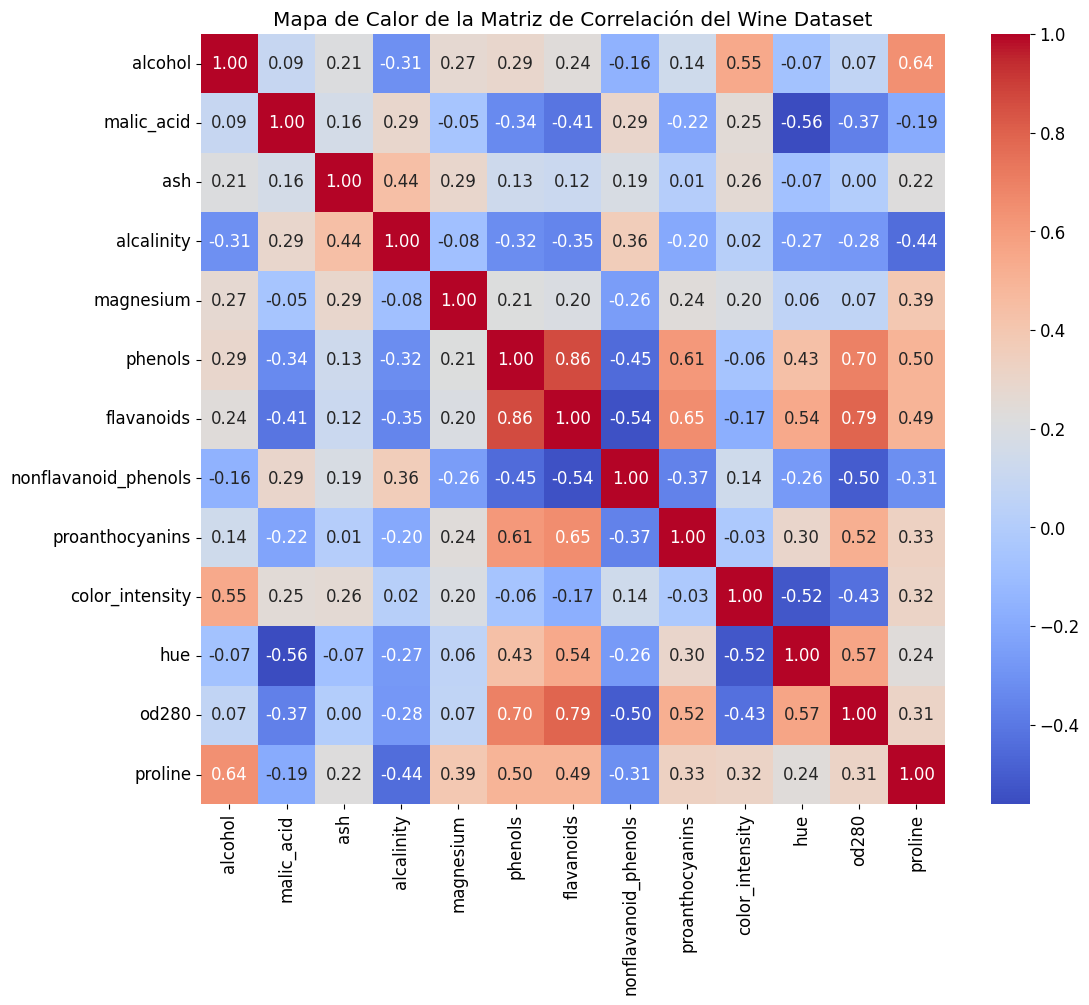 Mapa de Calor de la Matriz de Correlación del Wine Dataset
alcohol 1.00 0.09 0.21 -0.31 0.27 0.29 0.24 -0.16 0.14 0.55 -0.07 0.07 0.64
malic_acid 0.09 1.00 0.16 0.29 -0.05 -0.34 -0.41 0.29 -0.22 0.25 -0.56 -0.37 -0.19
ash 0.21 0.16 1.00 0.44 0.29 0.13 0.12 0.19 0.01 0.26 -0.07 0.00 0.22
alcalinity -0.31 0.29 0.44 1.00 -0.08 -0.32 -0.35 0.36 -0.20 0.02 -0.27 -0.28 -0.44
magnesium 0.27 -0.05 0.29 -0.08 1.00 0.21 0.20 -0.26 0.24 0.20 0.06 0.07 0.39
phenols 0.29 -0.34 0.13 -0.32 0.21 1.00 0.86 -0.45 0.61 -0.06 0.43 0.70 0.50
flavanoids 0.24 -0.41 0.12 -0.35 0.20 0.86 1.00 -0.54 0.65 -0.17 0.54 0.79 0.49
nonflavanoid_phenols -0.16 0.29 0.19 0.36 -0.26 -0.45 -0.54 1.00 -0.37 0.14 -0.26 -0.50 -0.31
proanthocyanins 0.14 -0.22 0.01 -0.20 0.24 0.61 0.65 -0.37 1.00 -0.03 0.30 0.52 0.33
color_intensity 0.55 0.25 0.26 0.02 0.20 -0.06 -0.17 0.14 -0.03 1.00 -0.52 -0.43 0.32
hue -0.07 -0.56 -0.07 -0.27 0.06 0.43 0.54 -0.26 0.30 -0.52 1.00 0.57 0.24
od280 0.07 -0.37 0.00 -0.28 0.07 0.70 0.79 -0.50 0.52 -0.43 0.57 1.00 0.31
proline 0.64 -0.19 0.22 -0.44 0.39 0.50 0.49 -0.31 0.33 0.32 0.24 0.31 1.00
alcohol
malic_acid
ash
alcalinity
magnesium
phenols
flavanoids
nonflavanoid_phenols
proanthocyanins
color_intensity
hue
od280
proline
1.0
0.8
0.6
0.4
0.2
0.0
−0.2
−0.4